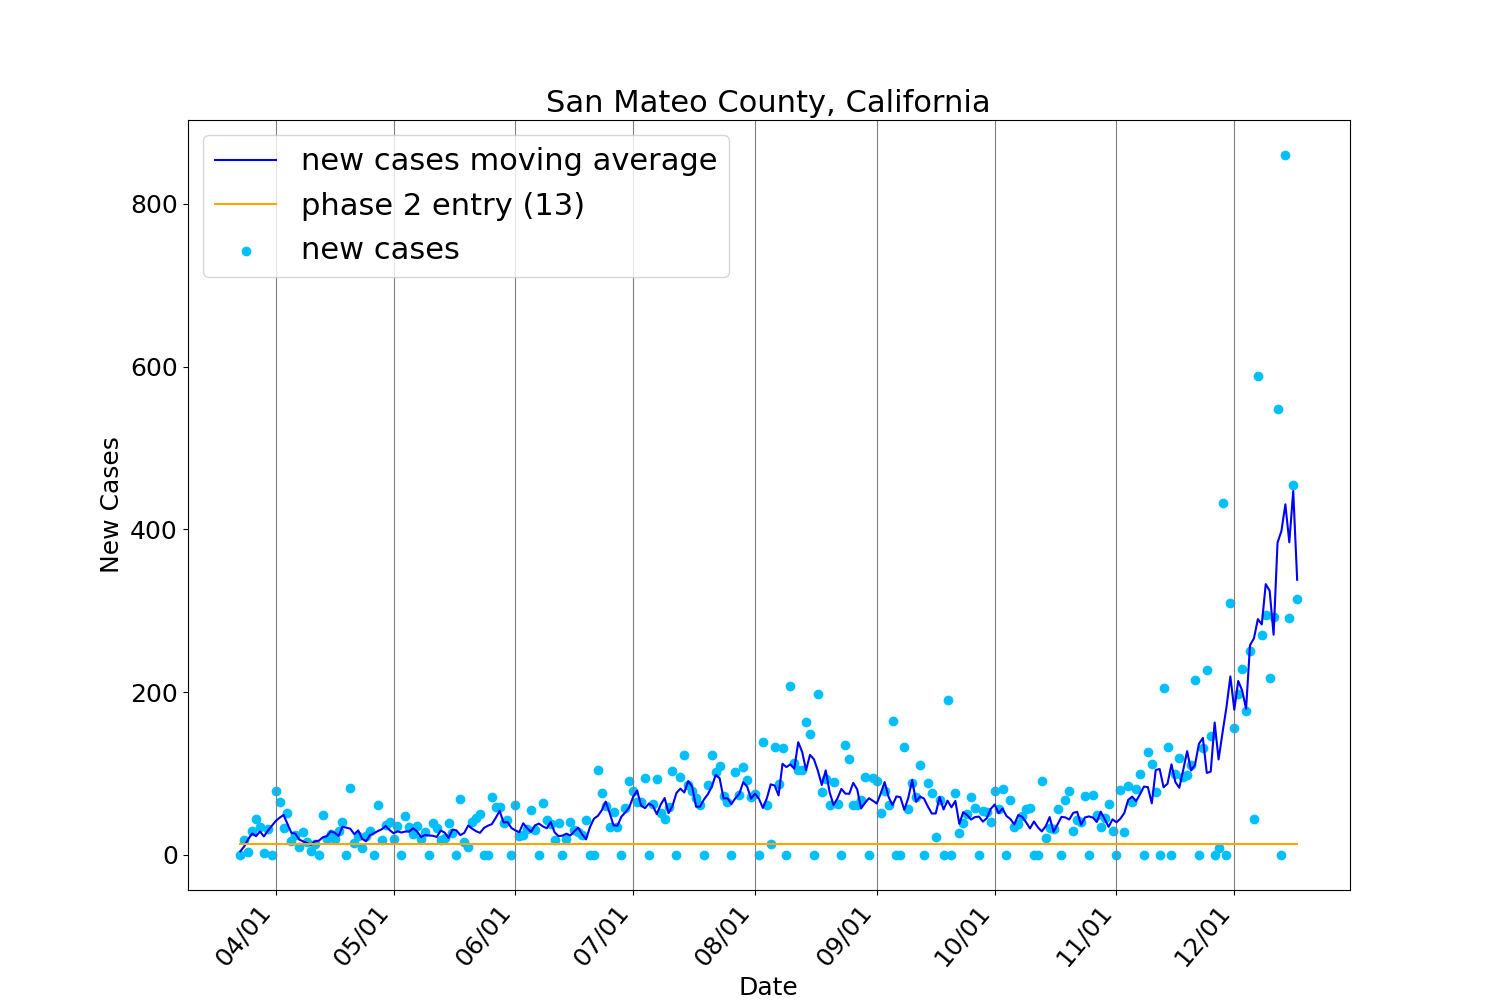 San Mateo County, California
new cases moving average
phase 2 entry (13)
new cases
New Cases
800
600
400
200
0
04/01
05/01
06/01
07/01
08/01
09/01
10/01
11/01
12/01
Date